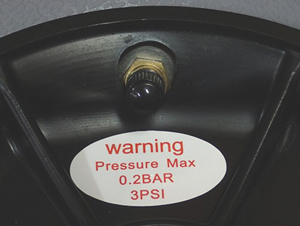 warning
Pressure Max
0.2BAR
3PSI